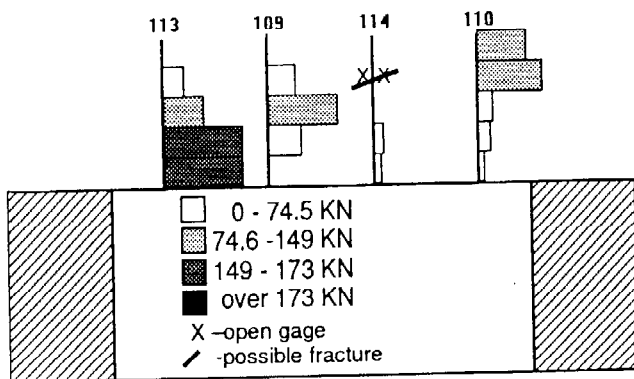 113 109 114 110
X X
0 - 74.5 KN
74.6 -149 KN
149 - 173 KN
over 173 KN
X –open gage
-possible fracture